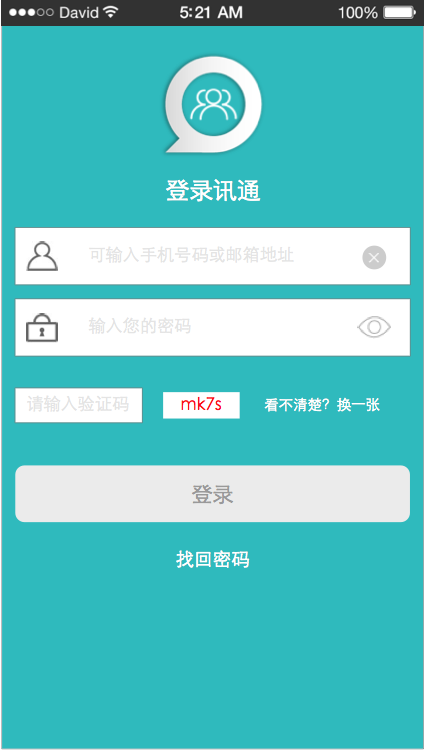 David 5:21 AM 100%
登录讯通
可输入手机号码或邮箱地址
输入您的密码
请输入验证码 mk7s 看不清楚？换一张
登录
找回密码